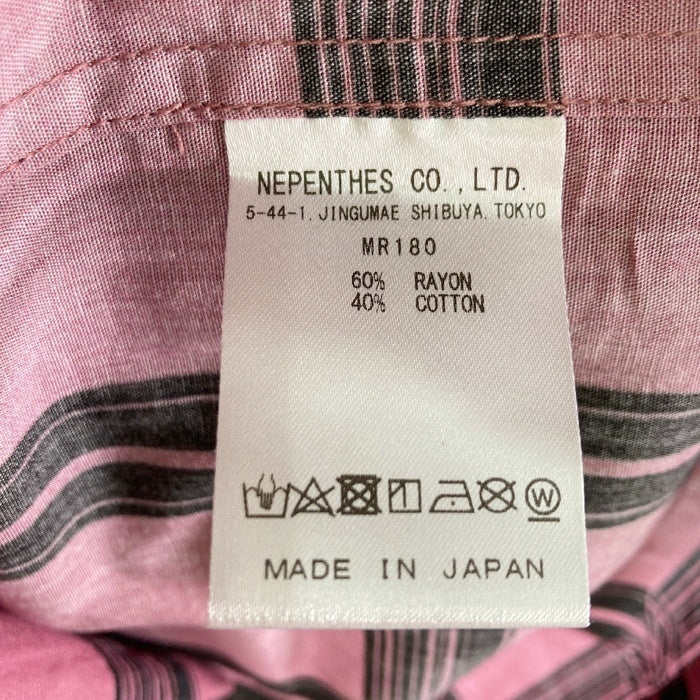 NEPENTHES CO.,LTD.
5-44-1, JINGUMAE SHIBUYA, TOKYO
MR180
60% RAYON
40% COTTON
W
MADE IN JAPAN